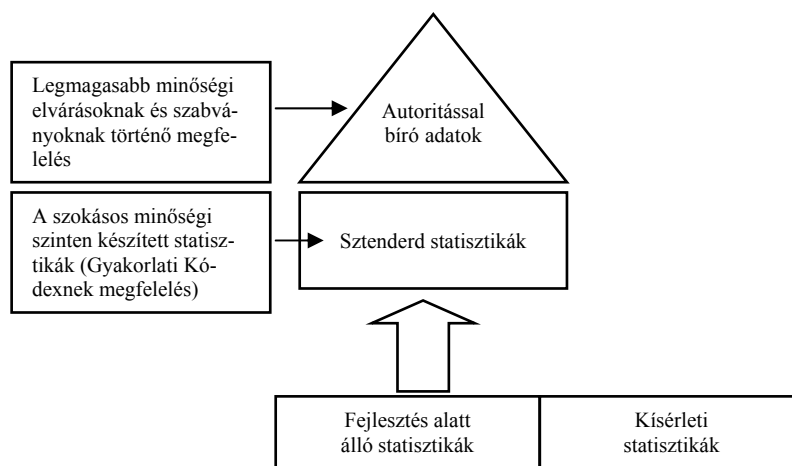 Legmagasabb minőségi
elvárásoknak és szabvá-
nyoknak történő megfe-
lelés
Autoritással
bíró adatok
A szokásos minőségi
szinten készített statisz-
tikák (Gyakorlati Kó-
dexnek megfelelés)
Sztenderd statisztikák
Fejlesztés alatt
álló statisztikák
Kísérleti
statisztikák